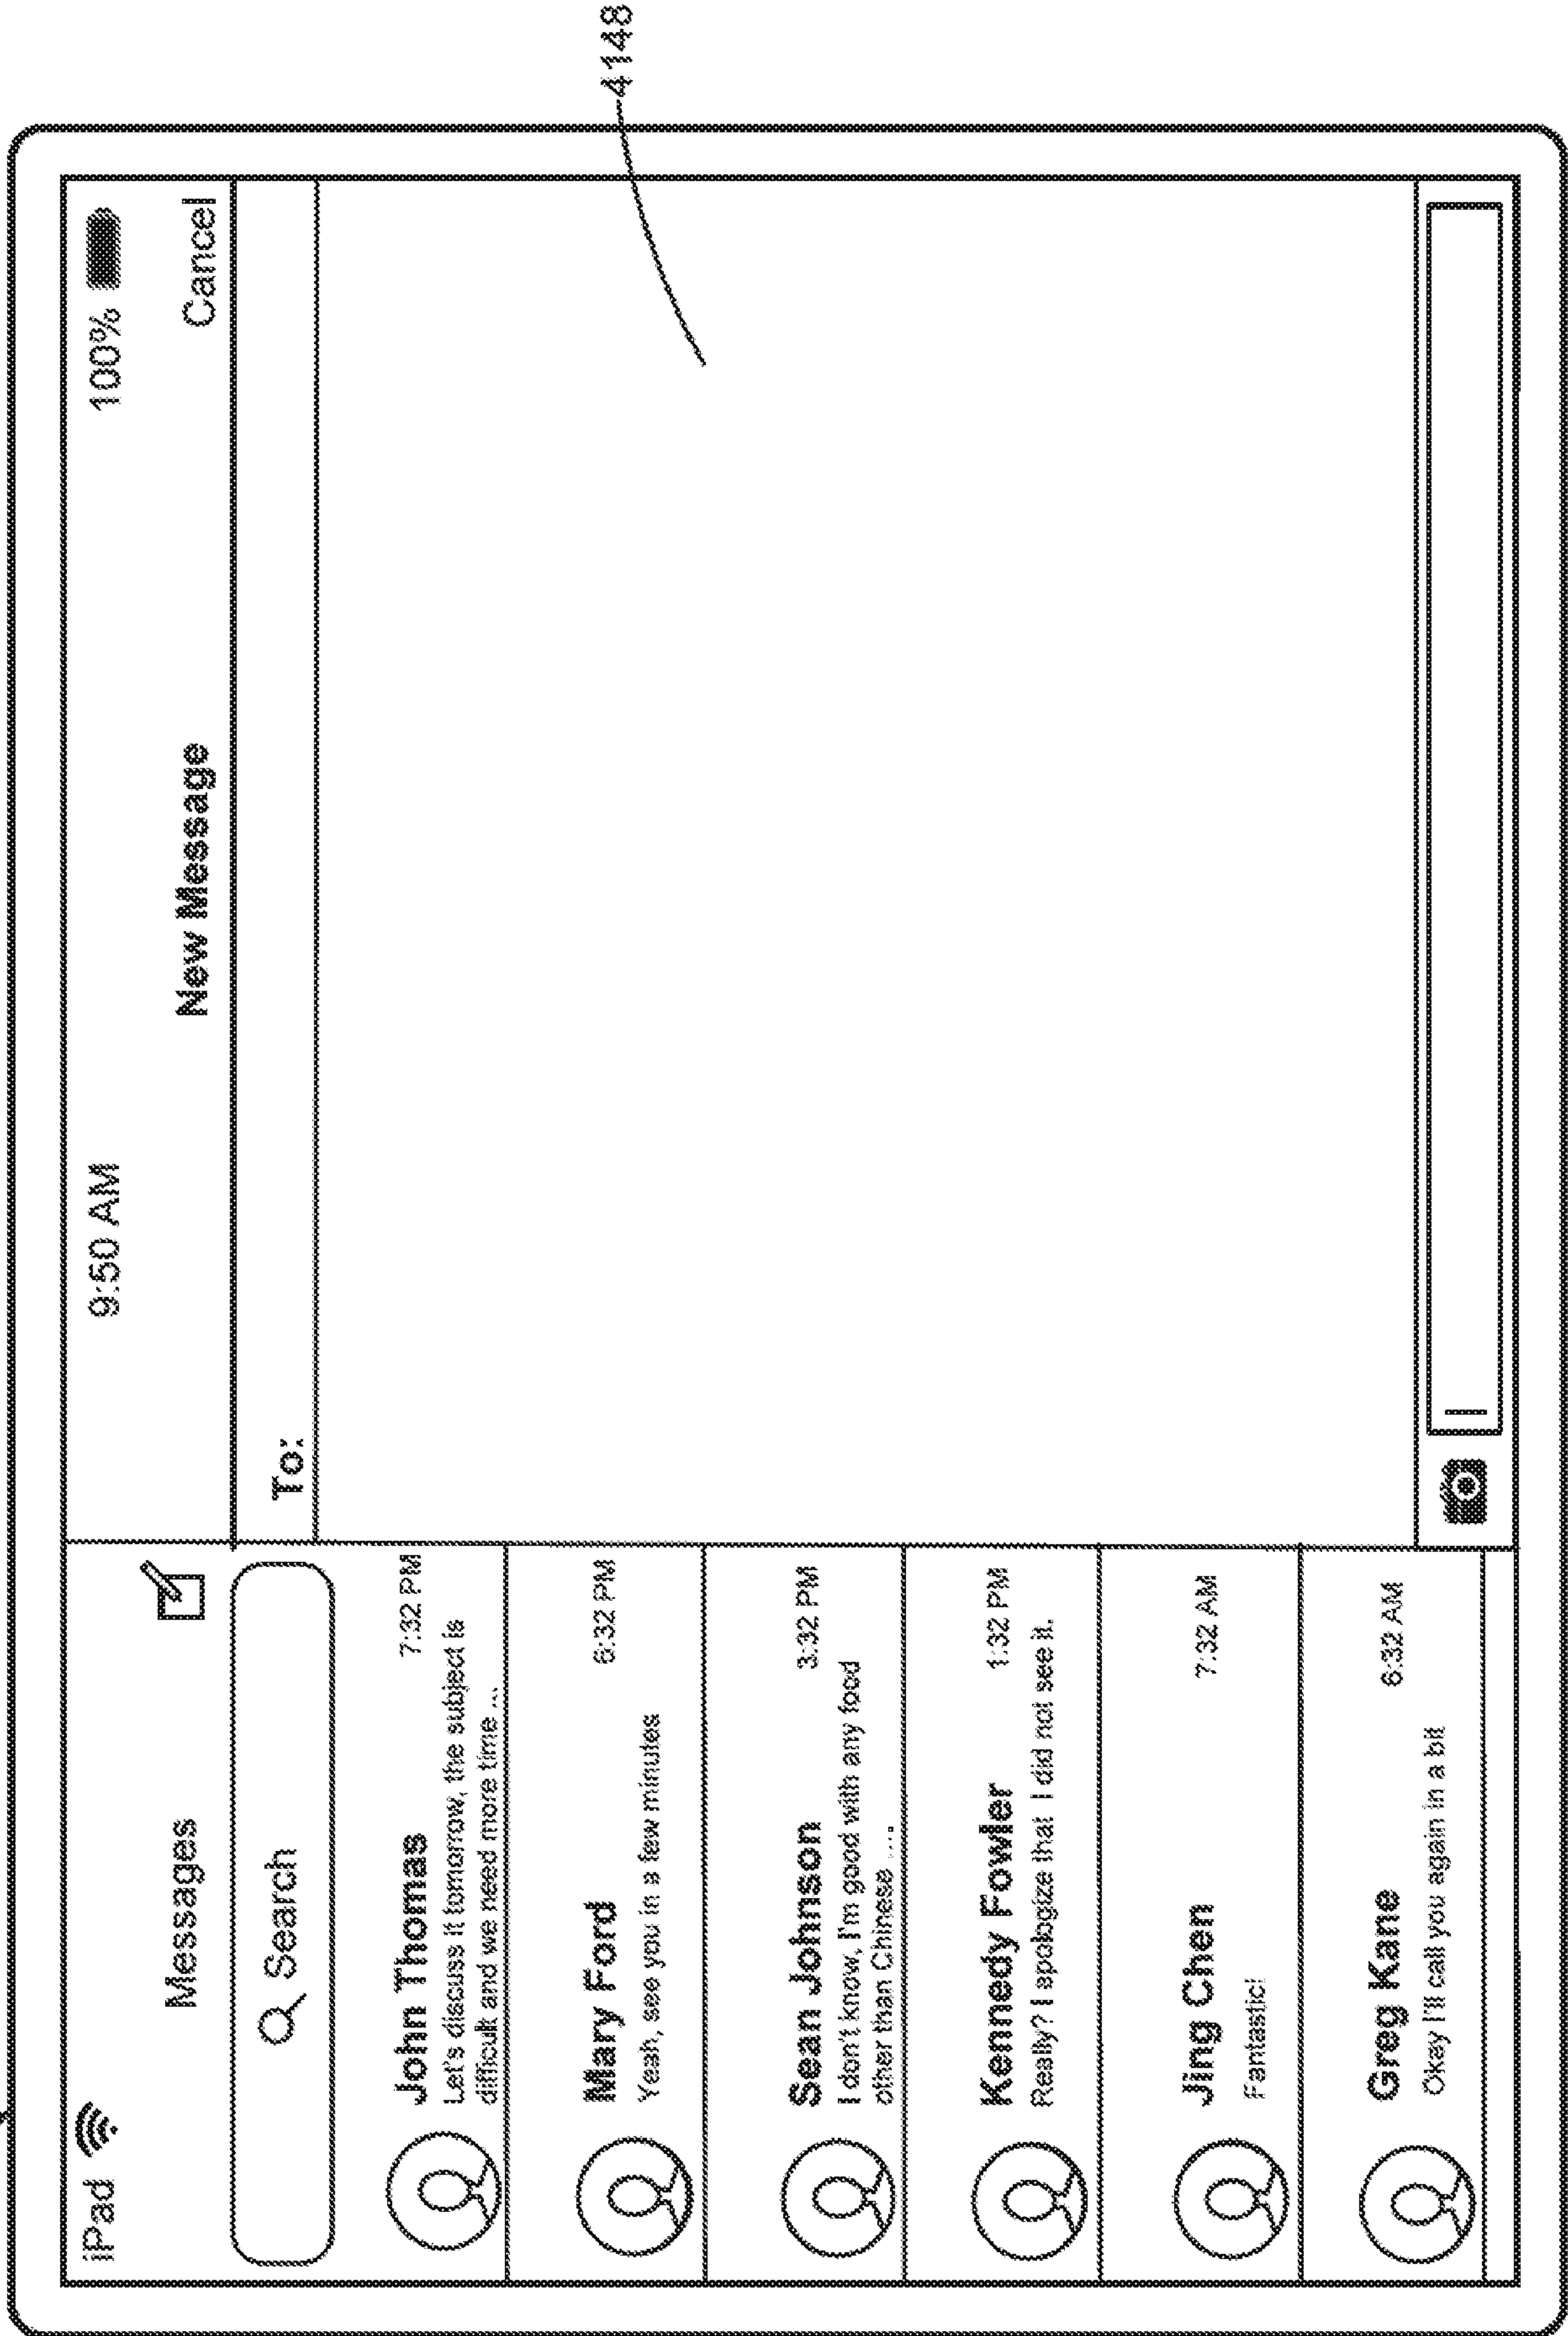 iPad
9:50 AM
100%
Messages
New Message
Cancel
Search
To:
John Thomas
7:32 PM
Let's discuss it tomorrow, the subject is
difficult and we need more time ...
Mary Ford
6:32 PM
Yeah, see you in a few minutes
Sean Johnson
3:32 PM
I don't know, I'm good with any food
other than Chinese ....
Kennedy Fowler
1:32 PM
Really? I apologize that I did not see it.
Jing Chen
7:32 AM
Fantastic!
Greg Kane
6:32 AM
Okay I'll call you again in a bit
4148